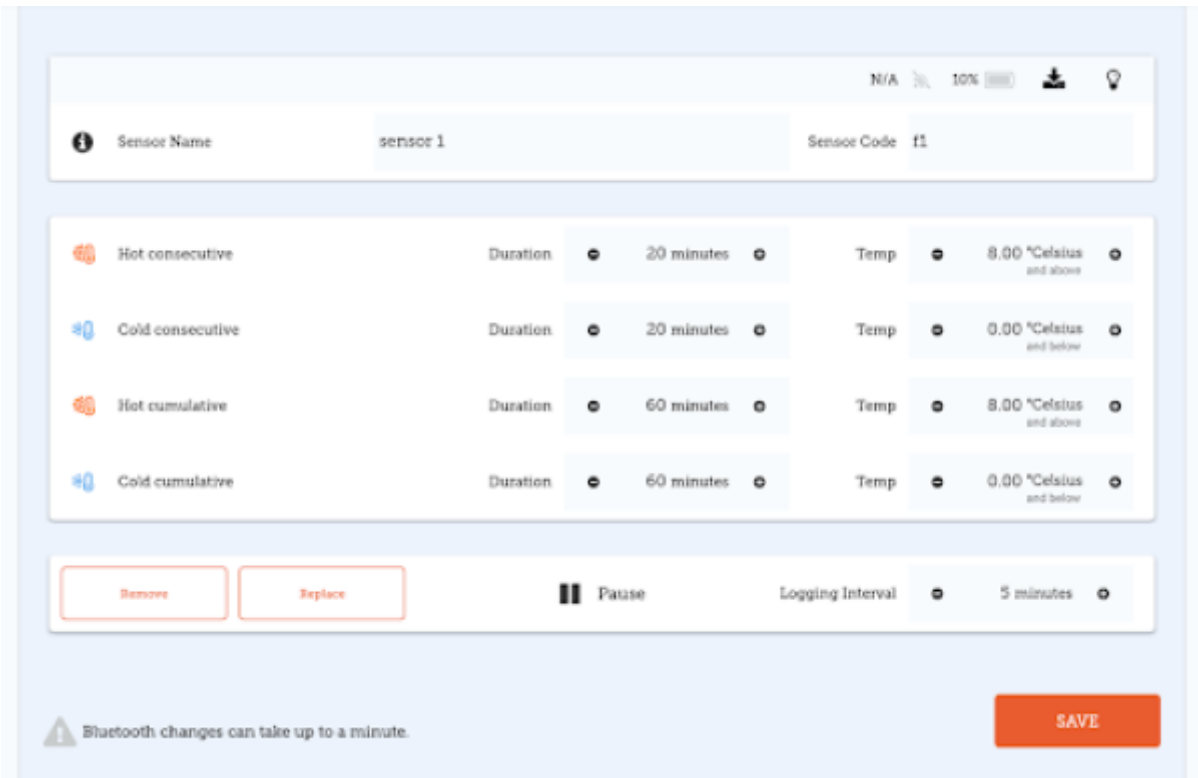 N/A 10%
Sensor Name sensor 1 Sensor Code f1
Hot consecutive Duration 20 minutes Temp 8.00 °Celsius
and above
Cold consecutive Duration 20 minutes Temp 0.00 °Celsius
and below
Hot cumulative Duration 60 minutes Temp 8.00 °Celsius
and above
Cold cumulative Duration 60 minutes Temp 0.00 °Celsius
and below
Remove Replace Pause Logging Interval 5 minutes
Bluetooth changes can take up to a minute. SAVE